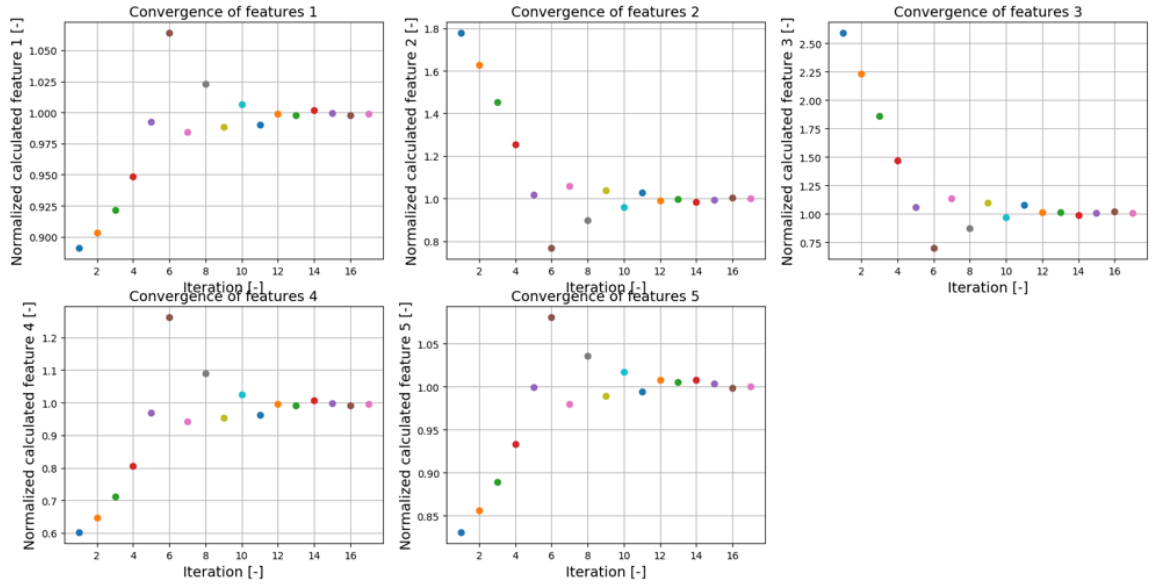 Convergence of features 1
Normalized calculated feature 1 [-]
1.050
1.025
1.000
0.975
0.950
0.925
0.900
2 4 6 8 10 12 14 16
Iteration [-]
Convergence of features 2
Normalized calculated feature 2 [-]
1.8
1.6
1.4
1.2
1.0
0.8
2 4 6 8 10 12 14 16
Iteration [-]
Convergence of features 3
Normalized calculated feature 3 [-]
2.50
2.25
2.00
1.75
1.50
1.25
1.00
0.75
2 4 6 8 10 12 14 16
Iteration [-]
Convergence of features 4
Normalized calculated feature 4 [-]
1.2
1.1
1.0
0.9
0.8
0.7
0.6
2 4 6 8 10 12 14 16
Iteration [-]
Convergence of features 5
Normalized calculated feature 5 [-]
1.05
1.00
0.95
0.90
0.85
2 4 6 8 10 12 14 16
Iteration [-]